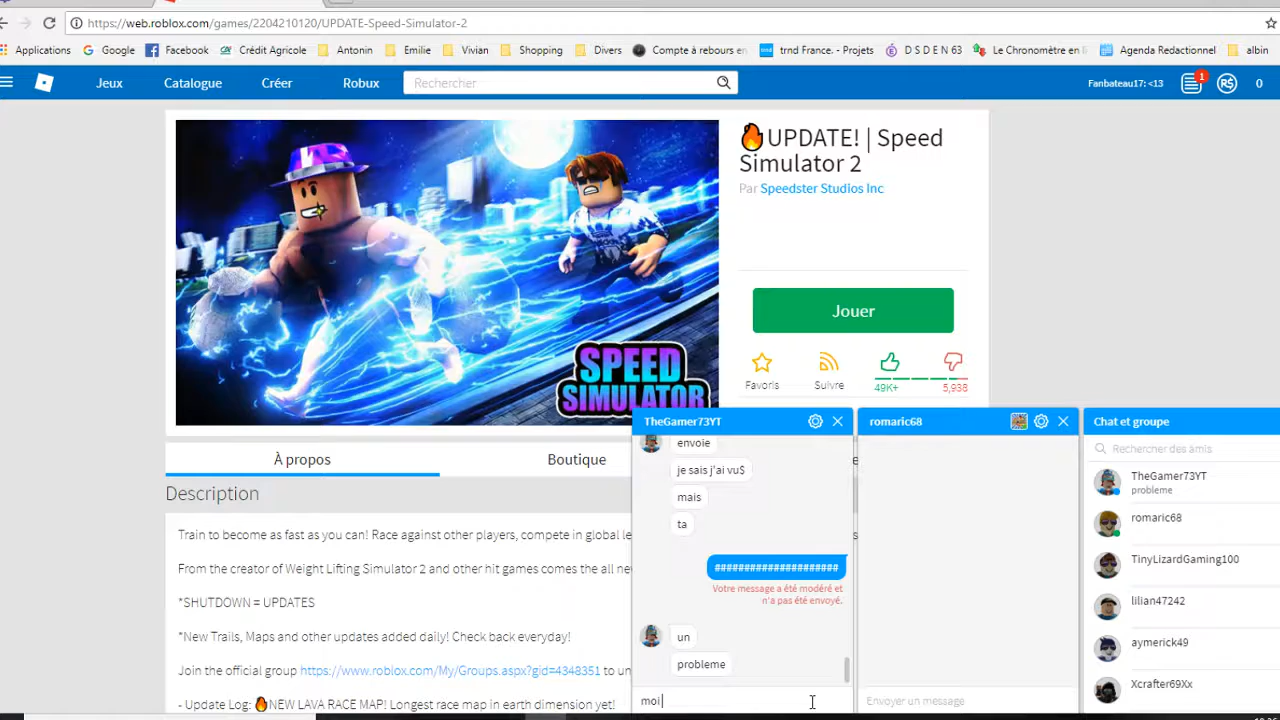 https://web.roblox.com/games/2204210120/UPDATE-Speed-Simulator-2
Applications Google Facebook Crédit Agricole Antonin Emilie Vivian Shopping Divers Compte à rebours en trnd France. - Projets D S D E N 63 Le Chronomètre en li Agenda Redactionnel albin
Jeux Catalogue Créer Robux Rechercher Fanbateau17: <13 1 R$ 0
🔥UPDATE! | Speed
Simulator 2
Par Speedster Studios Inc
Jouer
Favoris Suivre 49K+ 5,938
SPEED
SIMULATOR
À propos Boutique
Description
Train to become as fast as you can! Race against other players, compete in global le
From the creator of Weight Lifting Simulator 2 and other hit games comes the all new
*SHUTDOWN = UPDATES
*New Trails, Maps and other updates added daily! Check back everyday!
Join the official group https://www.roblox.com/My/Groups.aspx?gid=4348351 to un
- Update Log: 🔥NEW LAVA RACE MAP! Longest race map in earth dimension yet!
TheGamer73YT
envoie
je sais j'ai vu$
mais
ta
#####################
Votre message a été modéré et
n'a pas été envoyé.
un
probleme
moi
romaric68
Envoyer un message
Chat et groupe
Rechercher des amis
TheGamer73YT
probleme
romaric68
TinyLizardGaming100
lilian47242
aymerick49
Xcrafter69Xx